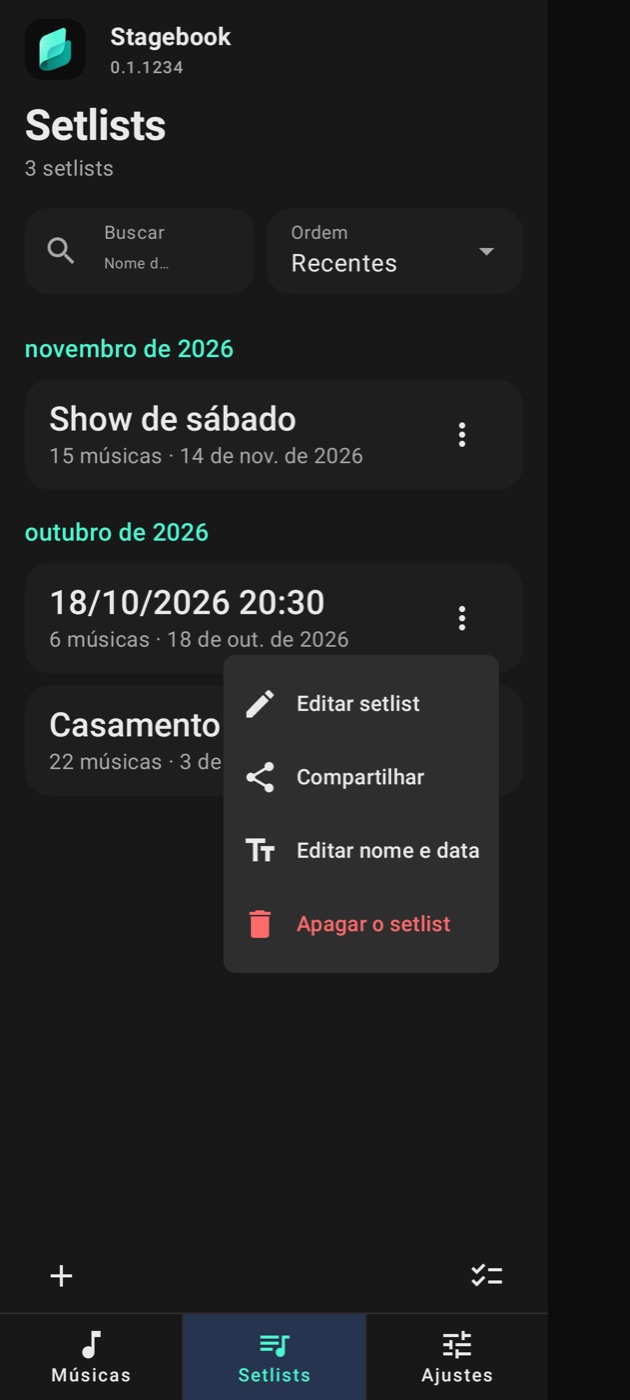 Stagebook
0.1.1234
Setlists
3 setlists
Buscar
Nome d…
Ordem
Recentes
novembro de 2026
Show de sábado
15 músicas · 14 de nov. de 2026
outubro de 2026
18/10/2026 20:30
6 músicas · 18 de out. de 2026
Casamento
22 músicas · 3 de
Editar setlist
Compartilhar
Editar nome e data
Apagar o setlist
Músicas
Setlists
Ajustes